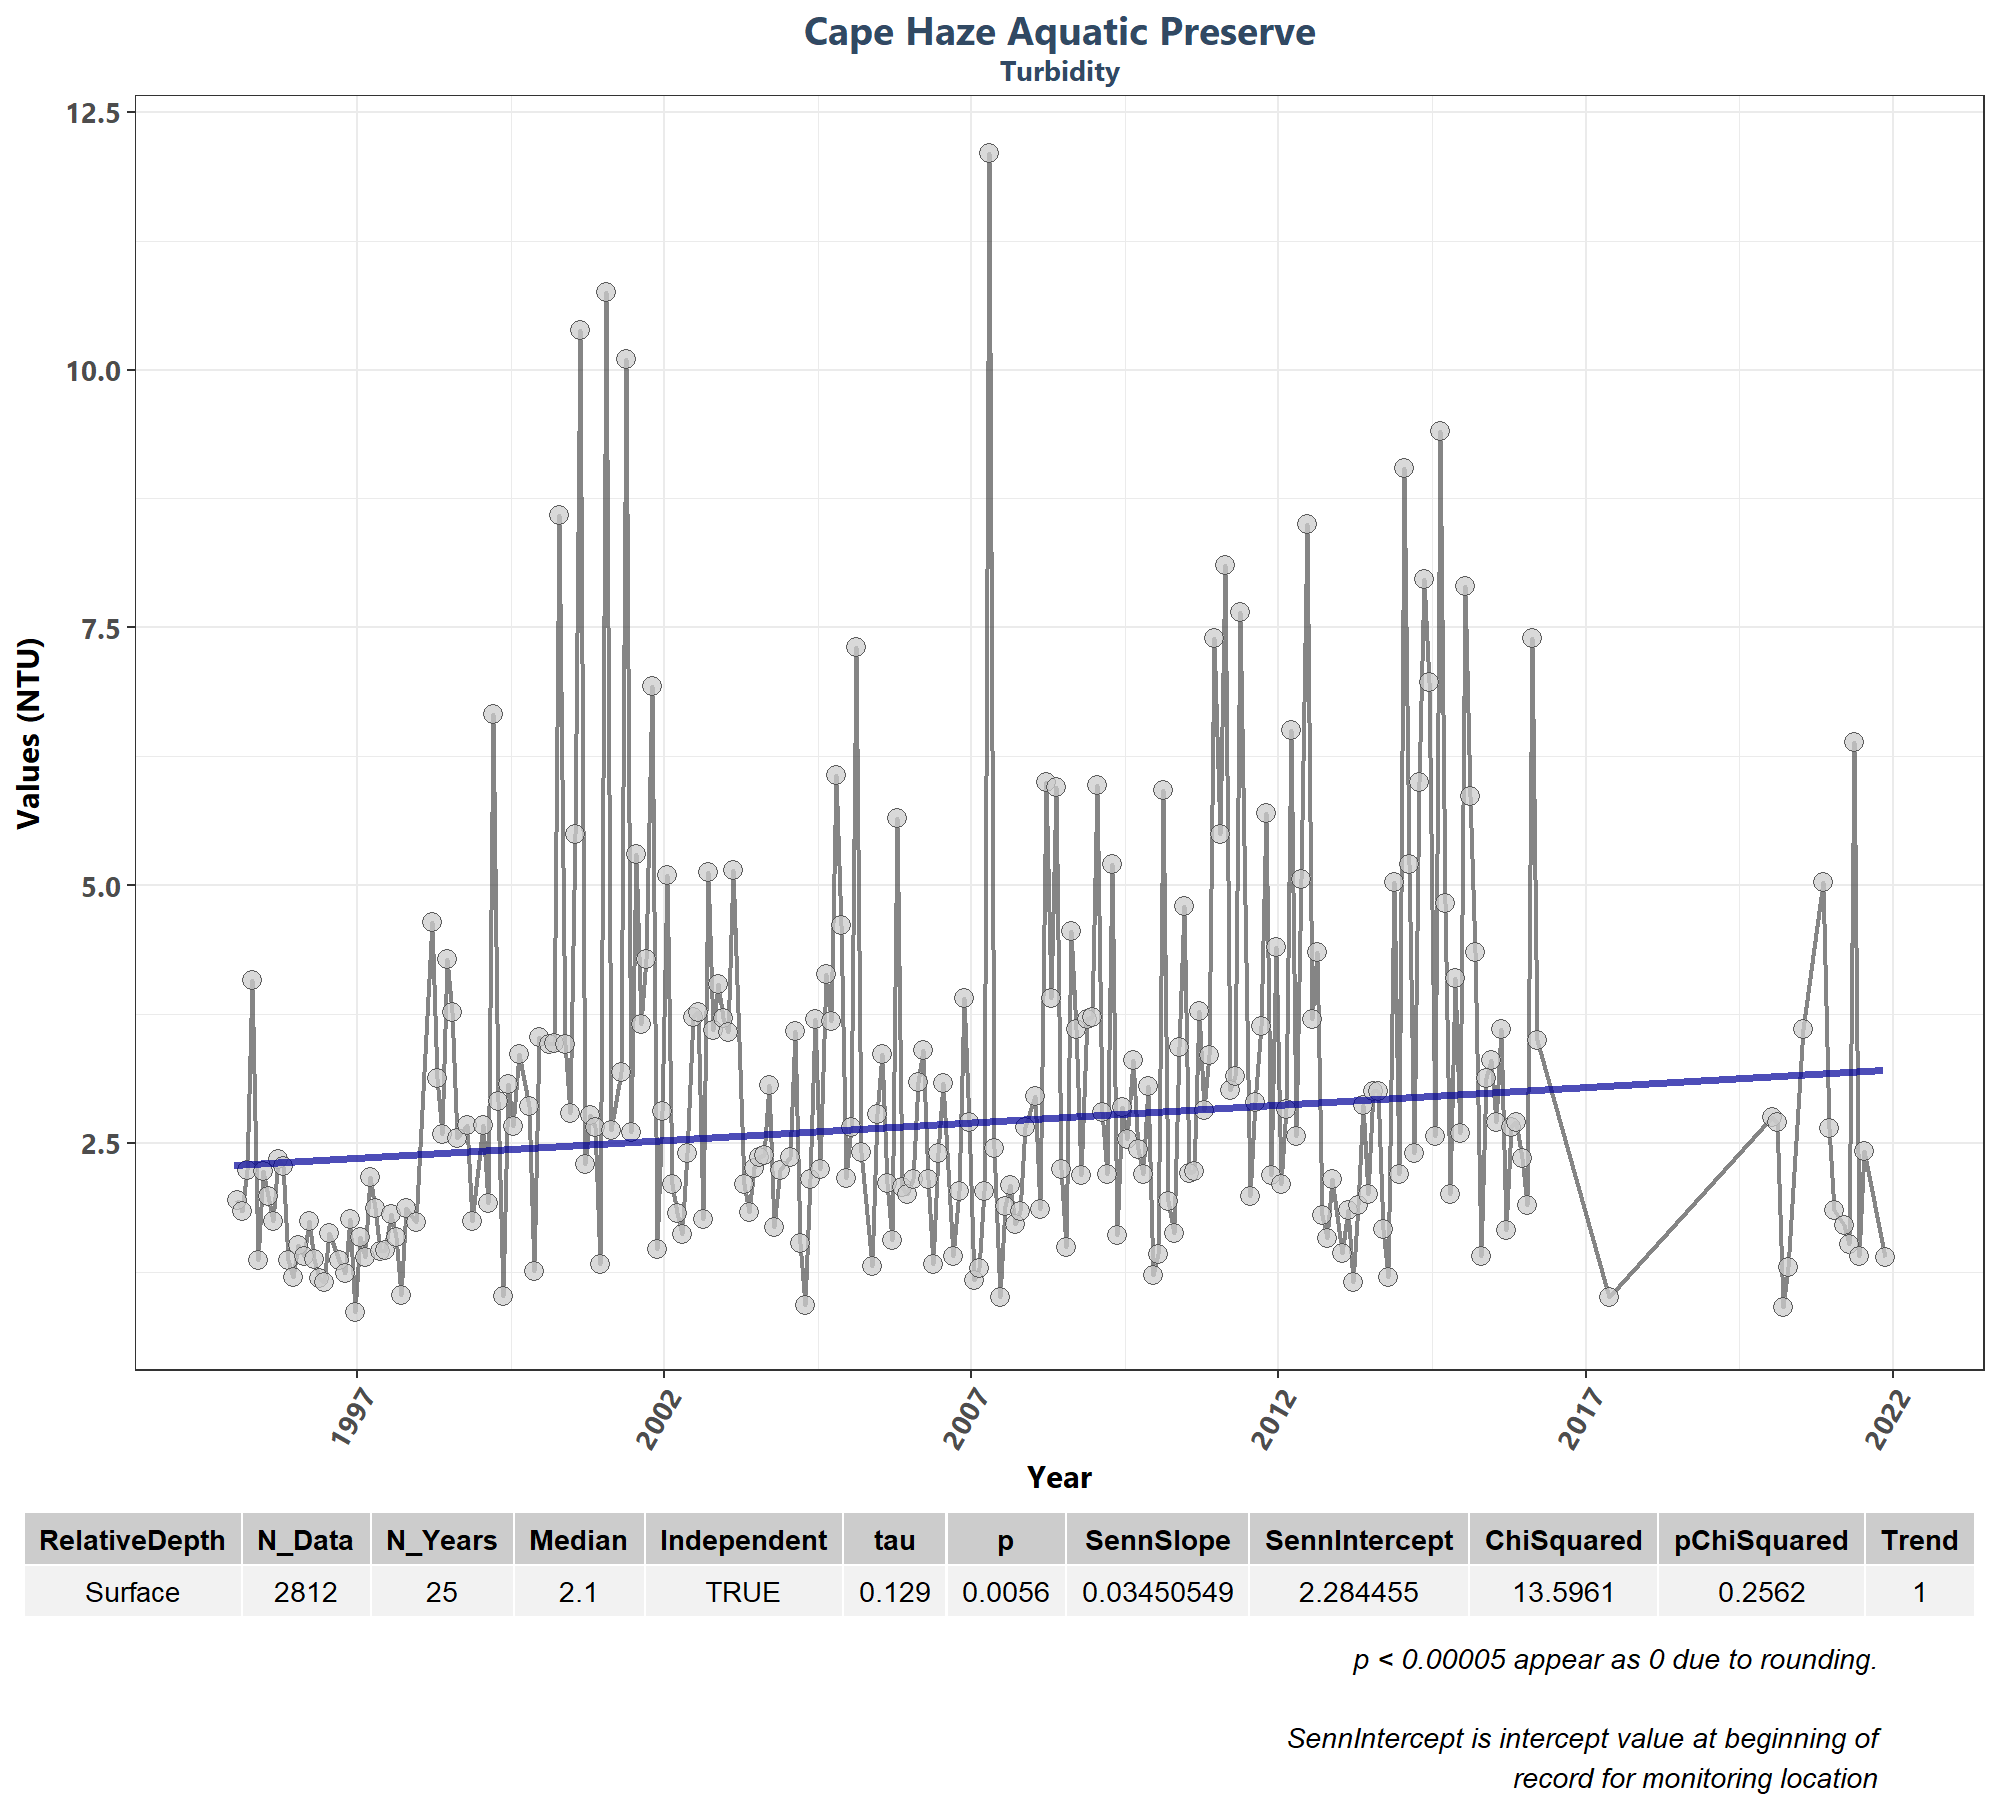 Cape Haze Aquatic Preserve
Turbidity
12.5
10.0
7.5
5.0
2.5
Values (NTU)
1997 2002 2007 2012 2017 2022
Year
RelativeDepth N_Data N_Years Median Independent tau p SennSlope SennIntercept ChiSquared pChiSquared Trend
Surface 2812 25 2.1 TRUE 0.129 0.0056 0.03450549 2.284455 13.5961 0.2562 1
p < 0.00005 appear as 0 due to rounding.
SennIntercept is intercept value at beginning of
record for monitoring location